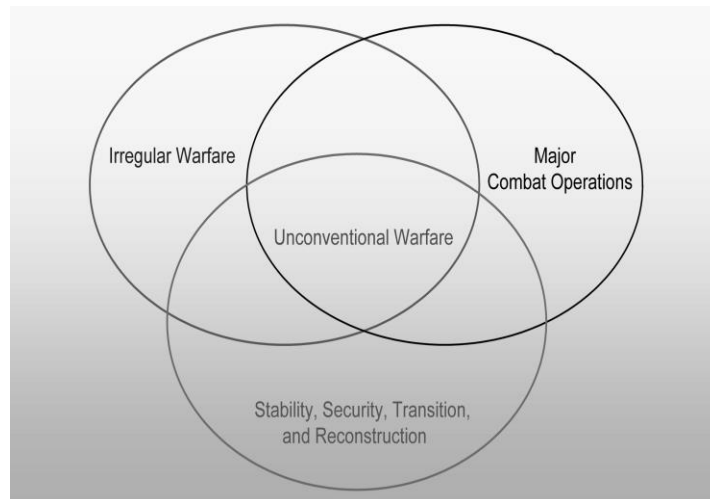 Irregular Warfare
Major
Combat Operations
Unconventional Warfare
Stability, Security, Transition,
and Reconstruction